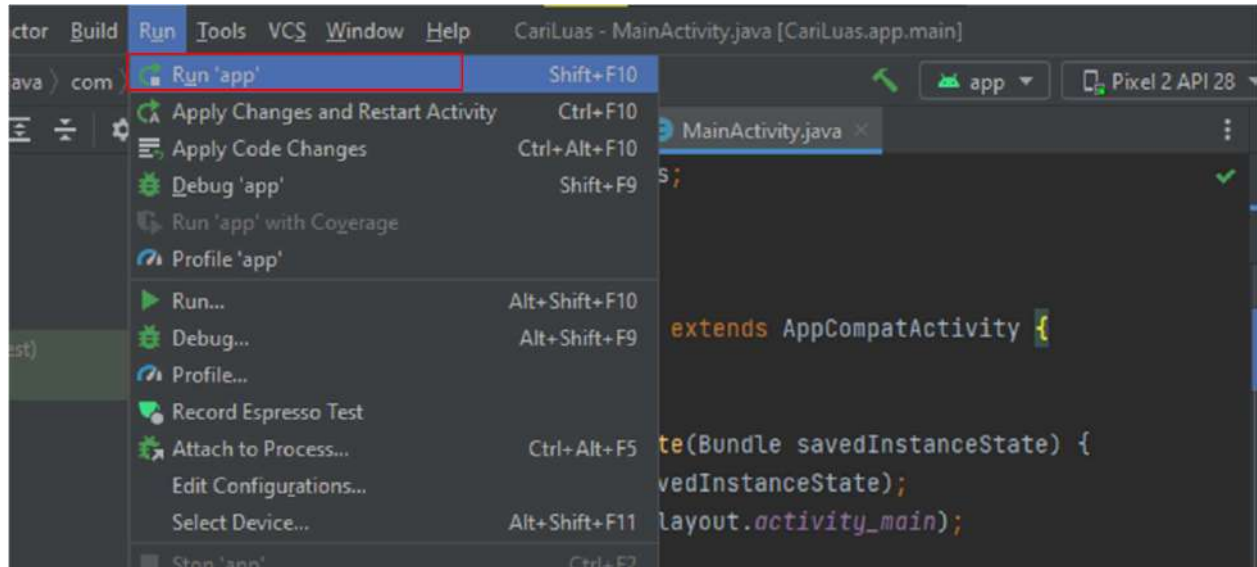 ctor Build Run Tools VCS Window Help CariLuas - MainActivity.java [CariLuas.app.main]
ava com Run 'app' Shift+F10 app Pixel 2 API 28
Apply Changes and Restart Activity Ctrl+F10 MainActivity.java
Apply Code Changes Ctrl+Alt+F10
s;
Debug 'app' Shift+F9
Run 'app' with Coverage
Profile 'app'
Run... Alt+Shift+F10
extends AppCompatActivity {
est) Debug... Alt+Shift+F9
Profile...
Record Espresso Test
Attach to Process... Ctrl+Alt+F5 te(Bundle savedInstanceState) {
Edit Configurations... vedInstanceState);
Select Device... Alt+Shift+F11 layout.activity_main);
Stop 'app' Ctrl+F2